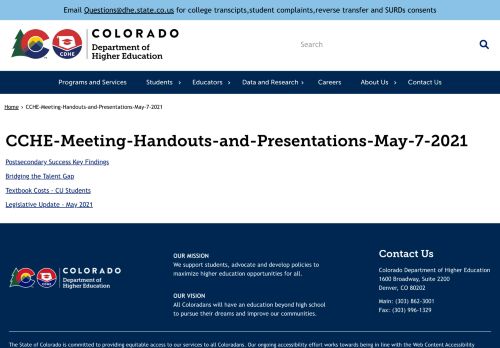 Email Questions@dhe.state.co.us for college transcipts,student complaints,reverse transfer and SURDs consents
COLORADO
Department of
Higher Education
CDHE
Search
Programs and Services Students Educators Data and Research Careers About Us Contact Us
Home > CCHE-Meeting-Handouts-and-Presentations-May-7-2021
CCHE-Meeting-Handouts-and-Presentations-May-7-2021
Postsecondary Success Key Findings
Bridging the Talent Gap
Textbook Costs - CU Students
Legislative Update - May 2021
COLORADO
Department of
Higher Education
CDHE
OUR MISSION
We support students, advocate and develop policies to
maximize higher education opportunities for all.
OUR VISION
All Coloradans will have an education beyond high school
to pursue their dreams and improve our communities.
Contact Us
Colorado Department of Higher Education
1600 Broadway, Suite 2200
Denver, CO 80202
Main: (303) 862-3001
Fax: (303) 996-1329
The State of Colorado is committed to providing equitable access to our services to all Coloradans. Our ongoing accessibility effort works towards being in line with the Web Content Accessibility